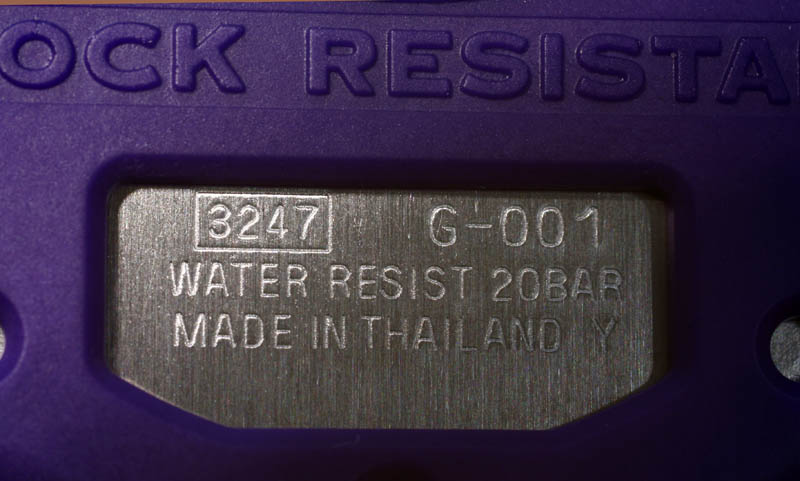 OCK RESISTA
3247 G-001
WATER RESIST 20BAR
MADE IN THAILAND Y